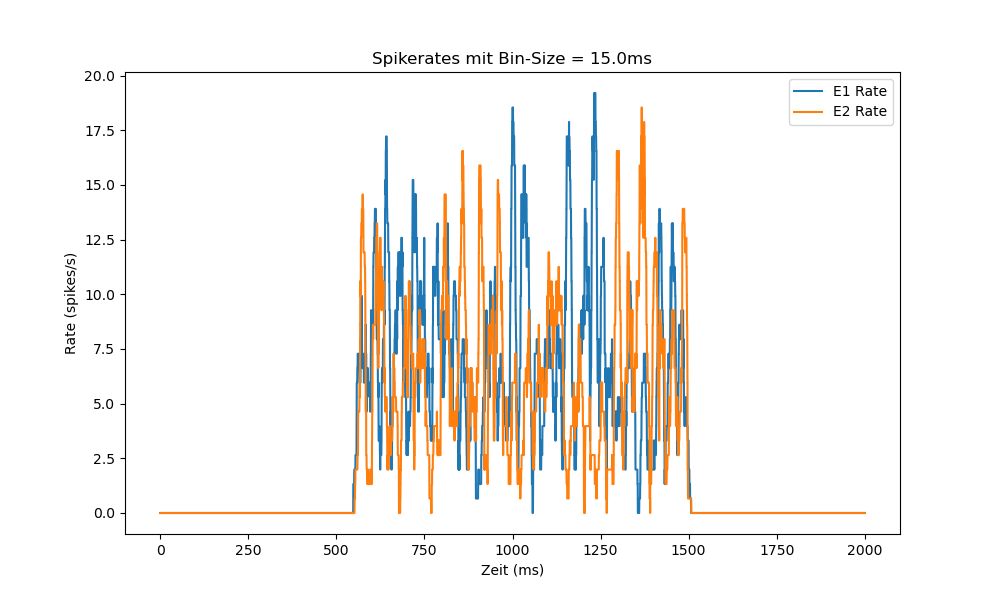 Spikerates mit Bin-Size = 15.0ms
E1 Rate
E2 Rate
Rate (spikes/s)
20.0
17.5
15.0
12.5
10.0
7.5
5.0
2.5
0.0
0 250 500 750 1000 1250 1500 1750 2000
Zeit (ms)